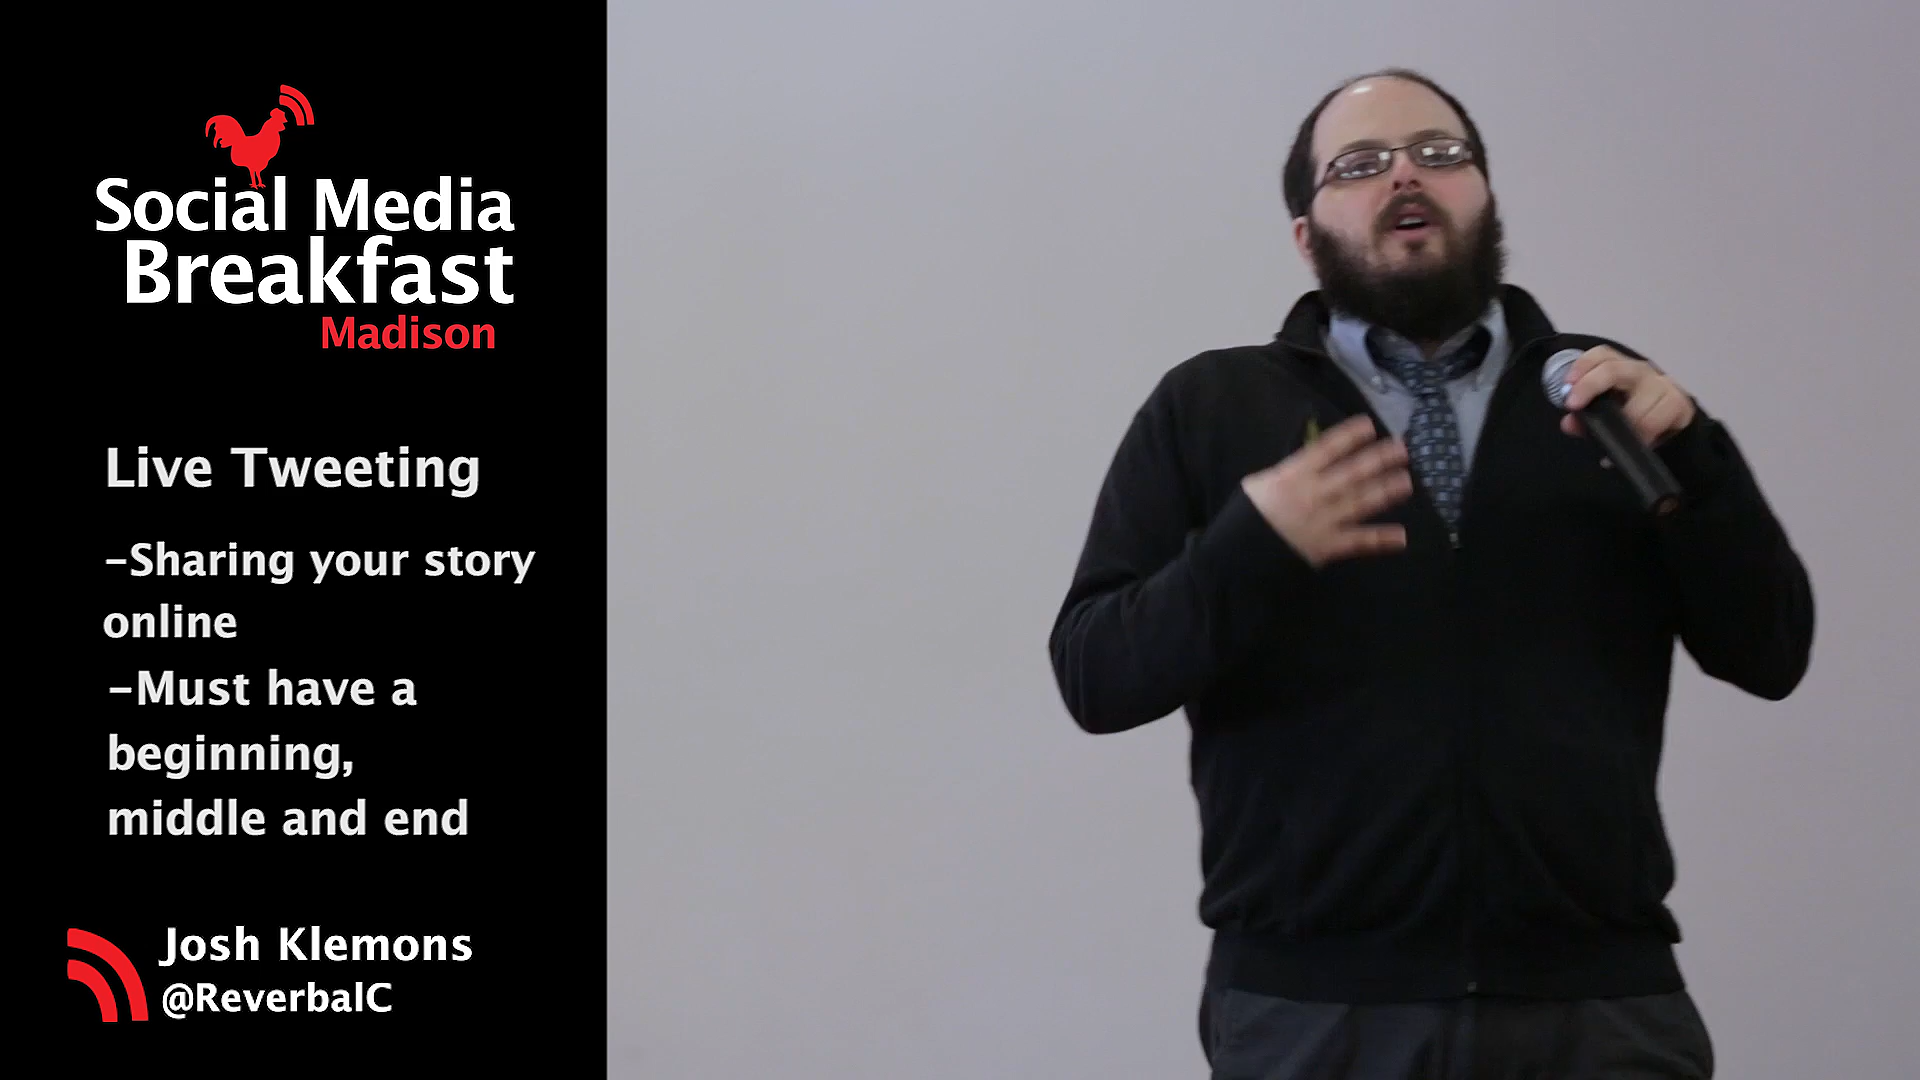 Social Media
Breakfast
Madison
Live Tweeting
-Sharing your story
online
-Must have a
beginning,
middle and end
Josh Klemons
@ReverbalC